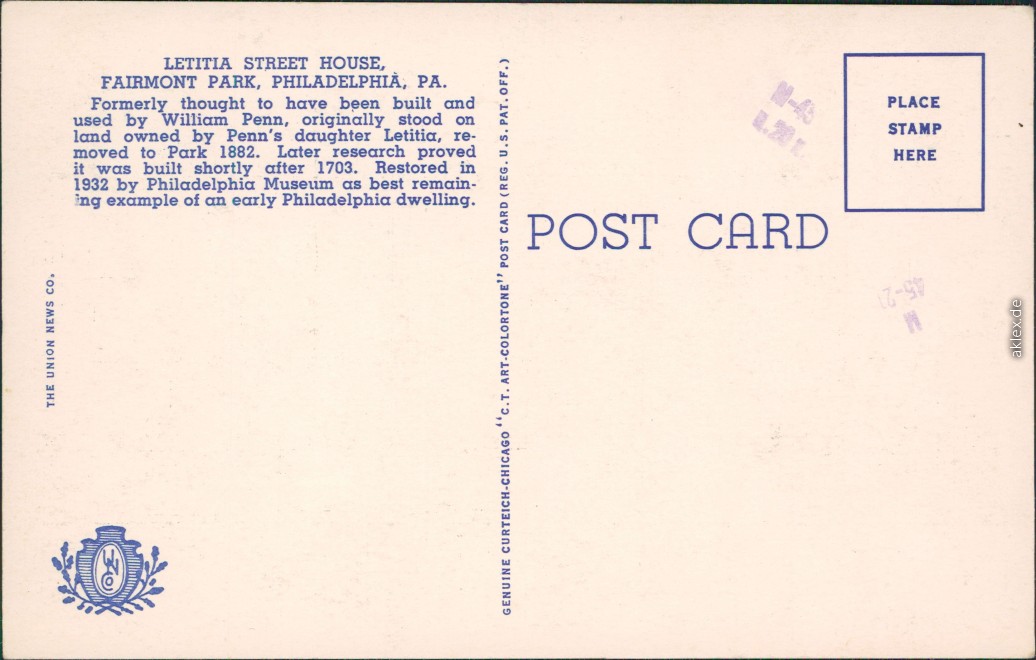 LETITIA STREET HOUSE,
FAIRMONT PARK, PHILADELPHIA, PA.
Formerly thought to have been built and
used by William Penn, originally stood on
land owned by Penn's daughter Letitia, re-
moved to Park 1882. Later research proved
it was built shortly after 1703. Restored in
1932 by Philadelphia Museum as best remain-
ing example of an early Philadelphia dwelling.
THE UNION NEWS CO.
UN
CO
GENUINE CURTEICH-CHICAGO "C.T. ART-COLORTONE" POST CARD (REG. U.S. PAT. OFF.)
POST CARD
PLACE
STAMP
HERE
M
aklex.de